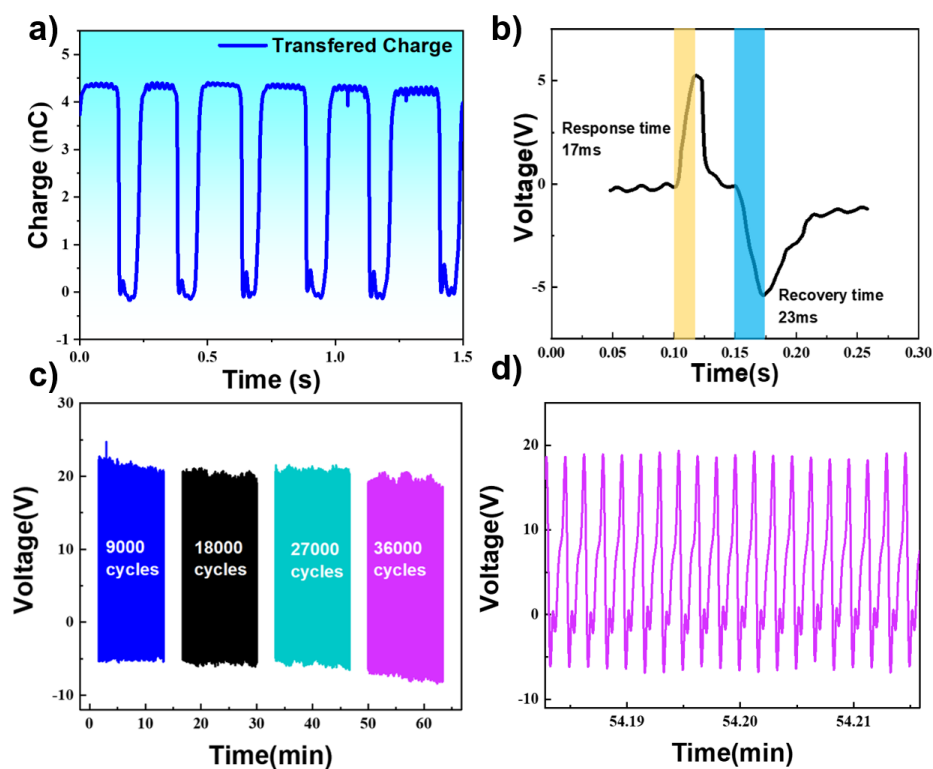 a)
Transfered Charge
5
4
3
2
1
0
-1
Charge (nC)
0.0 0.5 1.0 1.5
Time (s)
b)
Response time
17ms
Recovery time
23ms
5
0
-5
Voltage(V)
0.00 0.05 0.10 0.15 0.20 0.25 0.30
Time(s)
c)
30
20
10
0
-10
Voltage(V)
9000
cycles
18000
cycles
27000
cycles
36000
cycles
0 10 20 30 40 50 60
Time(min)
d)
20
10
0
-10
Voltage(V)
54.19 54.20 54.21
Time(min)